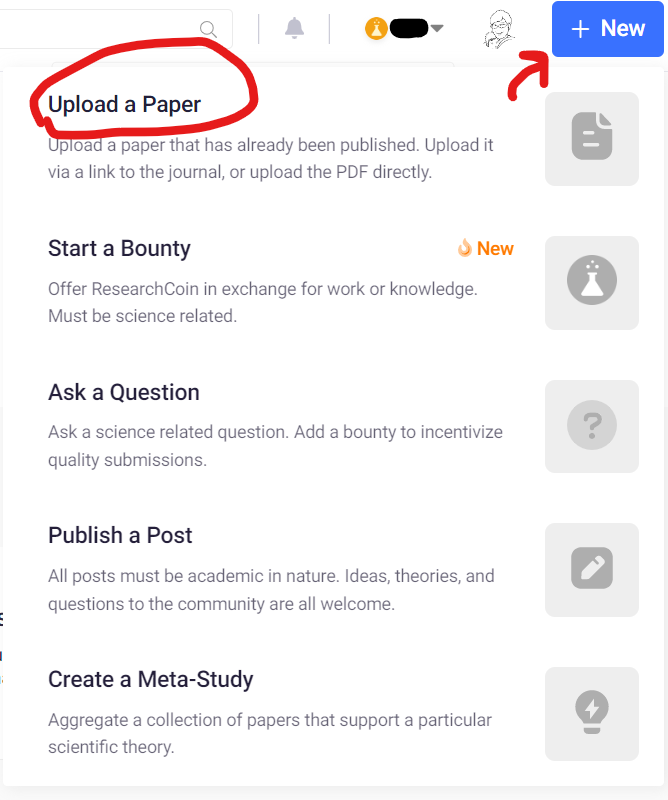 + New
Upload a Paper
Upload a paper that has already been published. Upload it
via a link to the journal, or upload the PDF directly.
Start a Bounty
New
Offer ResearchCoin in exchange for work or knowledge.
Must be science related.
Ask a Question
?
Ask a science related question. Add a bounty to incentivize
quality submissions.
Publish a Post
All posts must be academic in nature. Ideas, theories, and
questions to the community are all welcome.
Create a Meta-Study
Aggregate a collection of papers that support a particular
scientific theory.